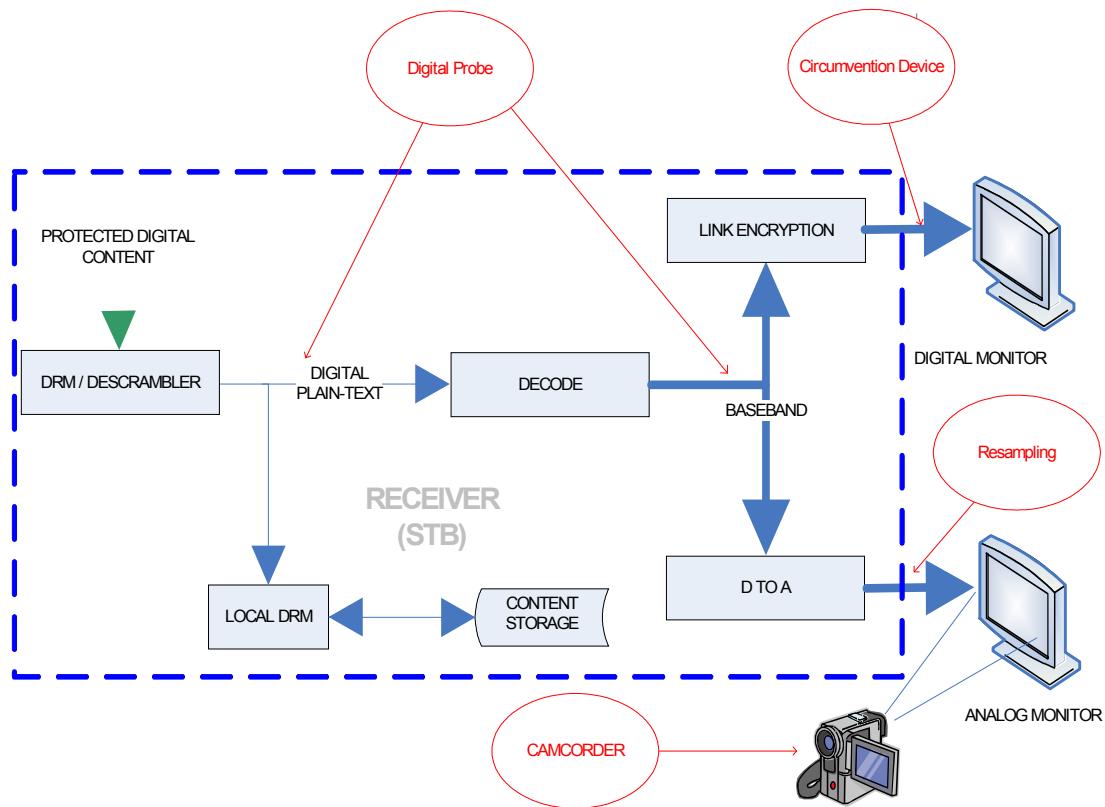 Digital Probe
Circumvention Device
PROTECTED DIGITAL
CONTENT
LINK ENCRYPTION
DIGITAL MONITOR
DRM / DESCRAMBLER
DIGITAL
PLAIN-TEXT
DECODE
BASEBAND
Resampling
RECEIVER
(STB)
LOCAL DRM
CONTENT
STORAGE
D TO A
ANALOG MONITOR
CAMCORDER